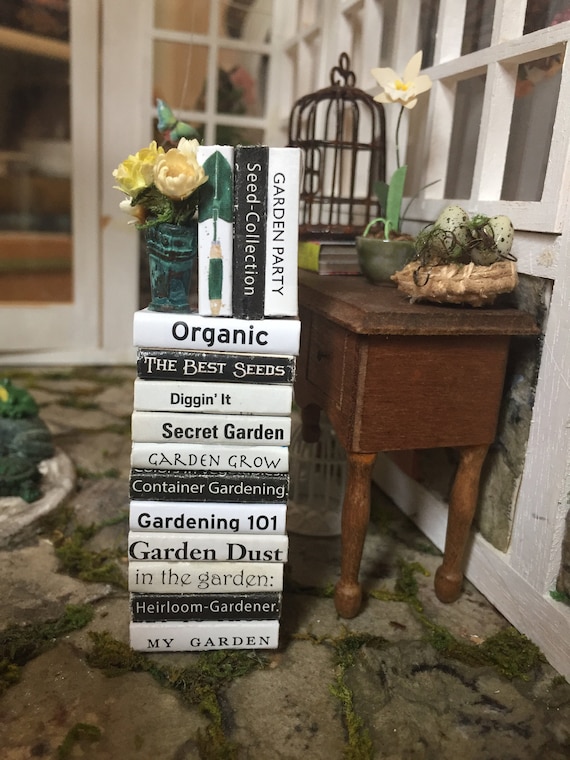 Seed-Collection
GARDEN PARTY
Organic
THE BEST SEEDS
Diggin' It
Secret Garden
GARDEN GROW
Container Gardening
Gardening 101
Garden Dust
in the garden:
Heirloom-Gardener.
MY GARDEN